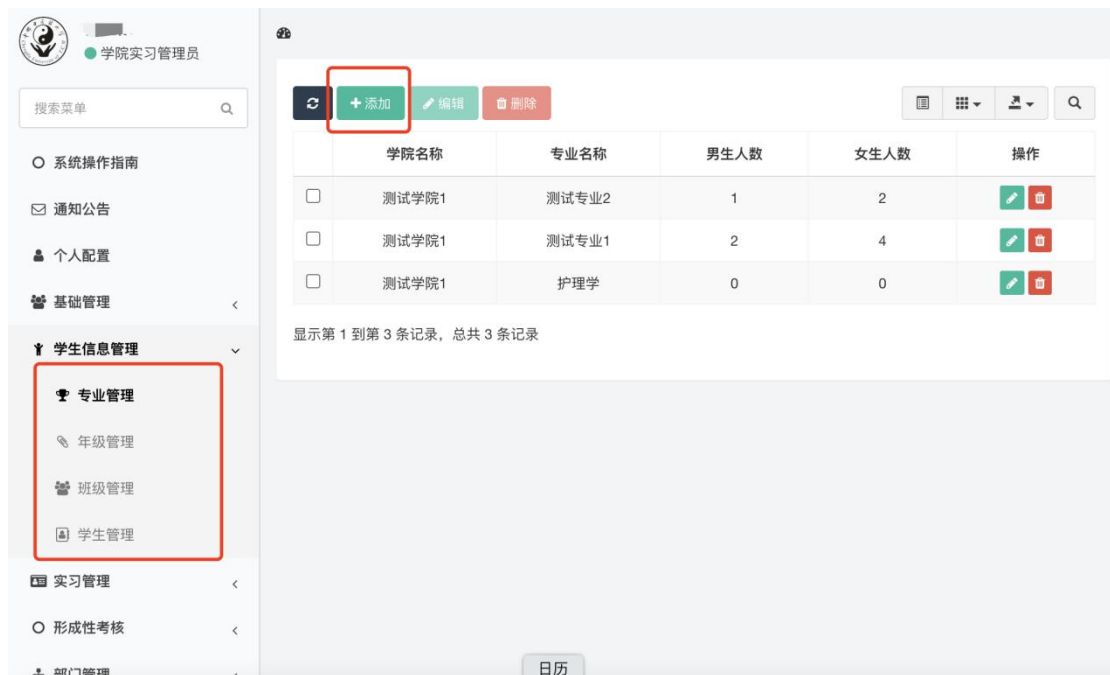 学院实习管理员
搜索菜单
系统操作指南
通知公告
个人配置
基础管理
学生信息管理
专业管理
年级管理
班级管理
学生管理
实习管理
形成性考核
部门管理
添加 编辑 删除
学院名称 专业名称 男生人数 女生人数 操作
测试学院1 测试专业2 1 2
测试学院1 测试专业1 2 4
测试学院1 护理学 0 0
显示第 1 到第 3 条记录，总共 3 条记录
日历